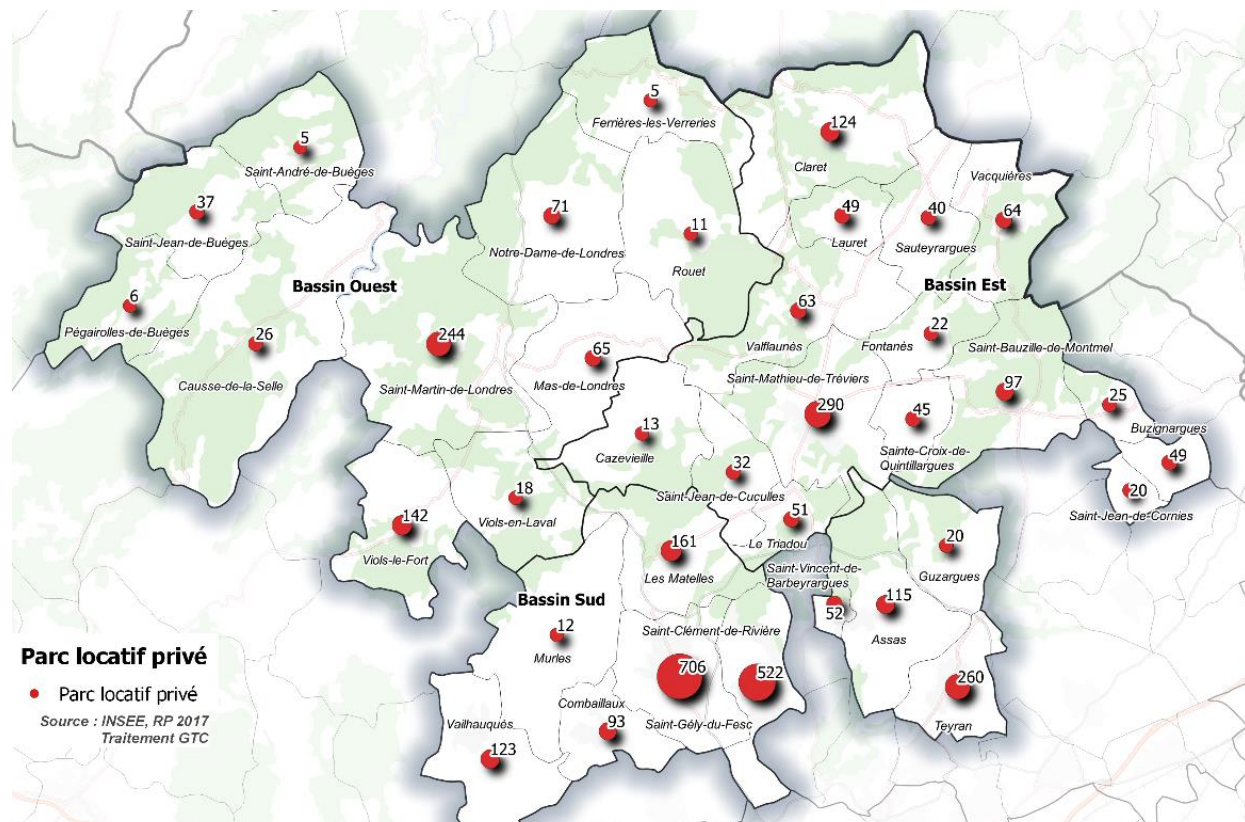 5
Ferrières-les-Verreries
124
Claret
5
Saint-André-de-Buèges
Vacquières
37
Saint-Jean-de-Buèges
71
Notre-Dame-de-Londres
11
Rouet
49
Lauret
40
Sauteyrargues
64
Bassin Ouest
Bassin Est
6
Pégairolles-de-Buèges
26
Causse-de-la-Selle
244
Saint-Martin-de-Londres
65
Mas-de-Londres
63
Valflaunès
22
Fontanès
Saint-Bauzille-de-Montmel
97
Saint-Mathieu-de-Tréviers
290
45
Sainte-Croix-de-
Quintillargues
25
Buzignargues
49
20
Saint-Jean-de-Cornies
13
Cazevieille
32
Saint-Jean-de-Cuculles
18
Viols-en-Laval
142
Viols-le-Fort
161
Les Matelles
51
Le Triadou
20
Guzargues
Saint-Vincent-de-
Barbeyrargues
52
115
Assas
Bassin Sud
12
Murles
Saint-Clément-de-Rivière
706
522
Saint-Gély-du-Fesc
260
Teyran
Combaillaux
93
Vailhauquès
123
Parc locatif privé
Parc locatif privé
Source : INSEE, RP 2017
Traitement GTC